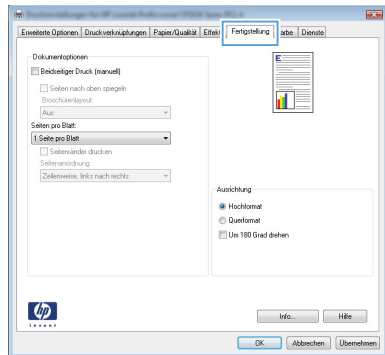 Erweiterte Optionen Druckverknüpfungen Papier/Qualität Effekt Fertigstellung arbe Dienste
Dokumentoptionen
Beidseitiger Druck (manuell)
Seiten nach oben spiegeln
Broschürenlayout:
Aus
Seiten pro Blatt:
1 Seite pro Blatt
Seitenränder drucken
Seitenanordnung:
Zeilenweise, links nach rechts
E
Ausrichtung
Hochformat
Querformat
Um 180 Grad drehen
hp
invent
Info... Hilfe
OK Abbrechen Übernehmen